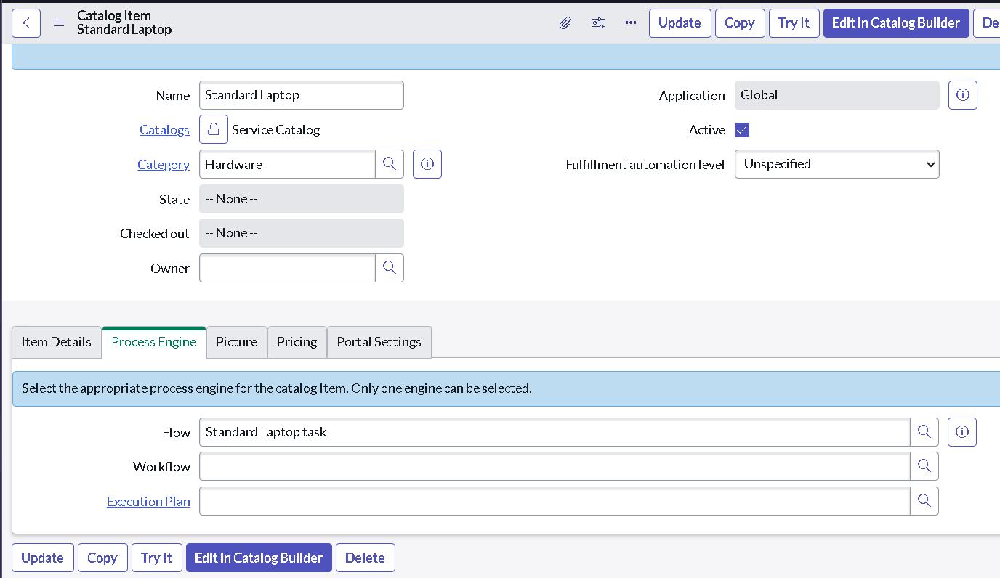 Catalog Item
Standard Laptop
Update Copy Try It Edit in Catalog Builder De
Name Standard Laptop Application Global
Catalogs Service Catalog Active
Category Hardware Fulfillment automation level Unspecified
State -- None --
Checked out -- None --
Owner
Item Details Process Engine Picture Pricing Portal Settings
Select the appropriate process engine for the catalog Item. Only one engine can be selected.
Flow Standard Laptop task
Workflow
Execution Plan
Update Copy Try It Edit in Catalog Builder Delete